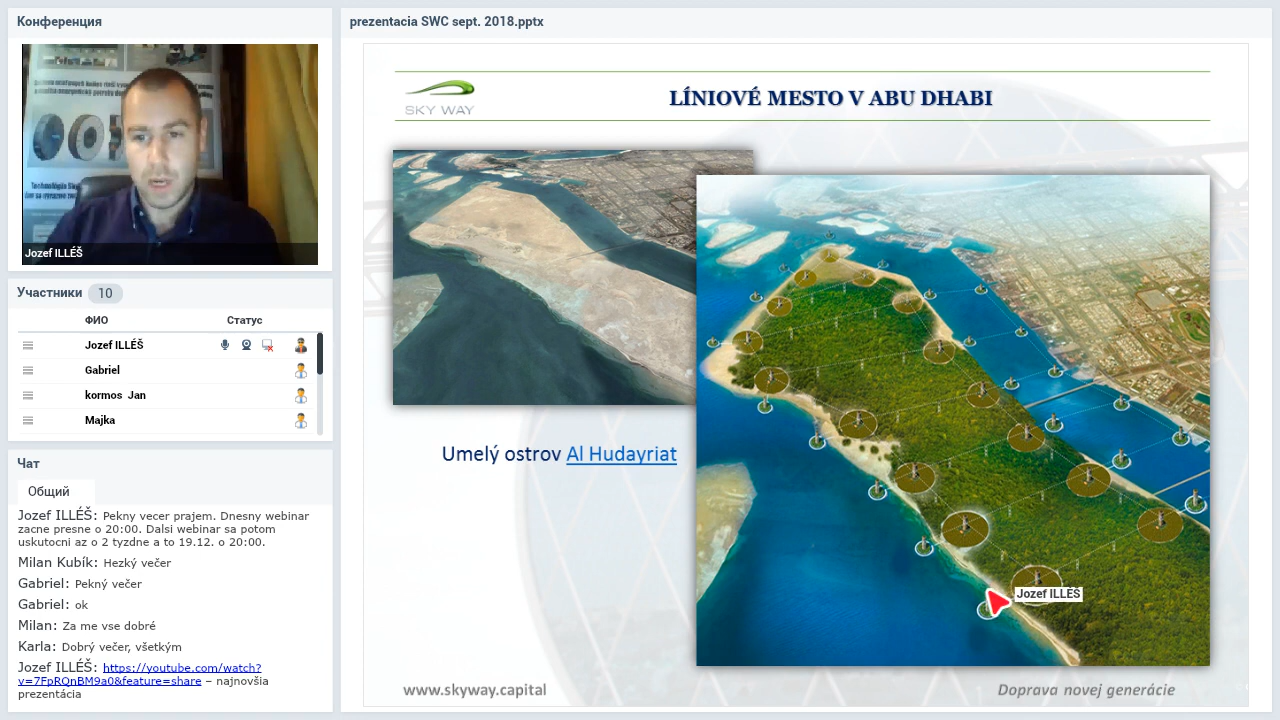 Конференция
Jozef ILLÉŠ
Участники 10
ФИО Статус
Jozef ILLÉŠ
Gabriel
kormos Jan
Majka
Чат
Общий
Jozef ILLÉŠ: Pekny vecer prajem. Dnesny webinar
zacne presne o 20:00. Dalsi webinar sa potom
uskutocni az o 2 tyzdne a to 19.12. o 20:00.
Milan Kubík: Hezký večer
Gabriel: Pekný večer
Gabriel: ok
Milan: Za me vse dobré
Karla: Dobrý večer, všetkým
Jozef ILLÉŠ: https://youtube.com/watch?
v=7FpRQnBM9a0&feature=share – najnovšia
prezentácia
prezentacia SWC sept. 2018.pptx
SKY WAY
LÍNIOVÉ MESTO V ABU DHABI
Umelý ostrov Al Hudayriat
Jozef ILLÉŠ
www.skyway.capital
Doprava novej generácie